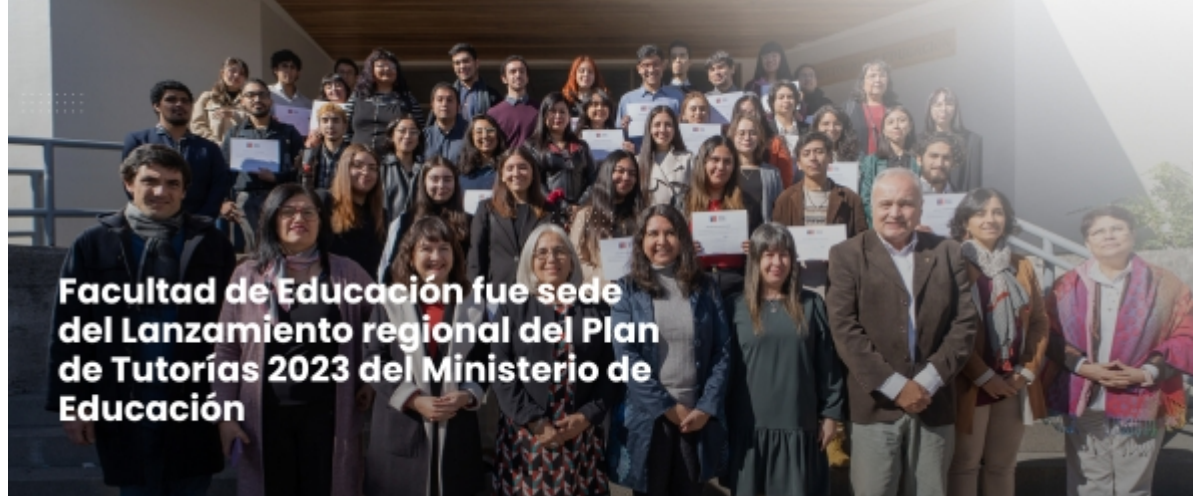 Facultad de Educación fue sede
del Lanzamiento regional del Plan
de Tutorías 2023 del Ministerio de
Educación